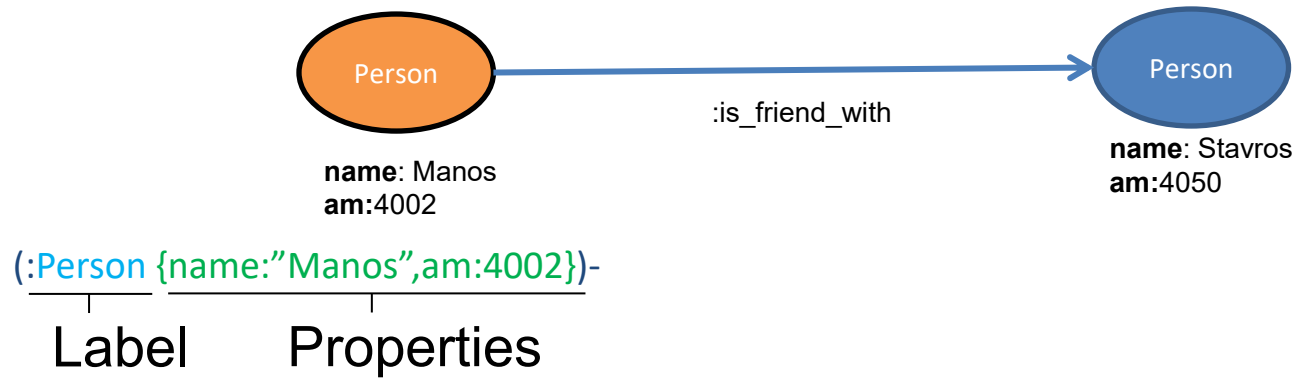 Person
Person
:is_friend_with
name: Manos
am:4002
name: Stavros
am:4050
(:Person {name:”Manos”,am:4002})-
Label
Properties